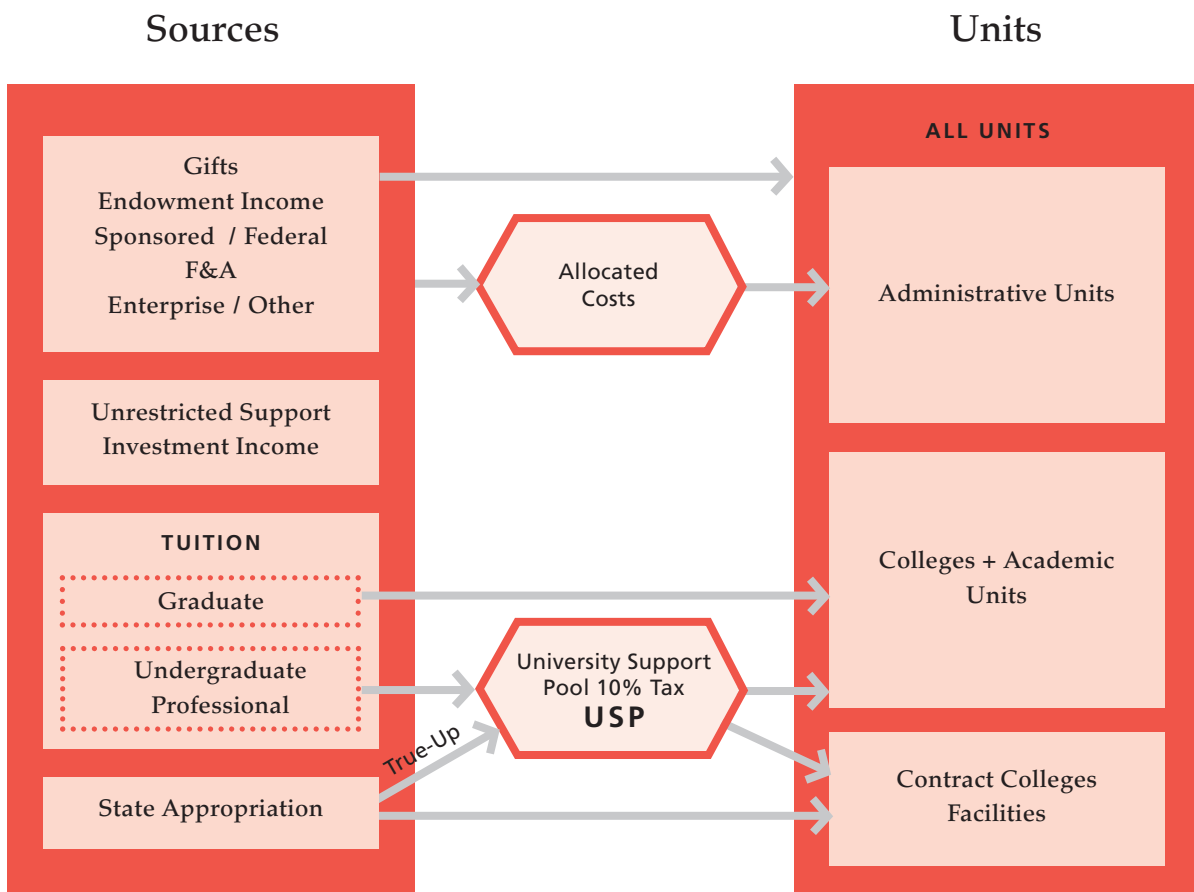 Sources
Units
Gifts
Endowment Income
Sponsored / Federal
F&A
Enterprise / Other
Unrestricted Support
Investment Income
TUITION
Graduate
Undergraduate
Professional
State Appropriation
Allocated
Costs
True-Up
University Support
Pool 10% Tax
USP
ALL UNITS
Administrative Units
Colleges + Academic
Units
Contract Colleges
Facilities